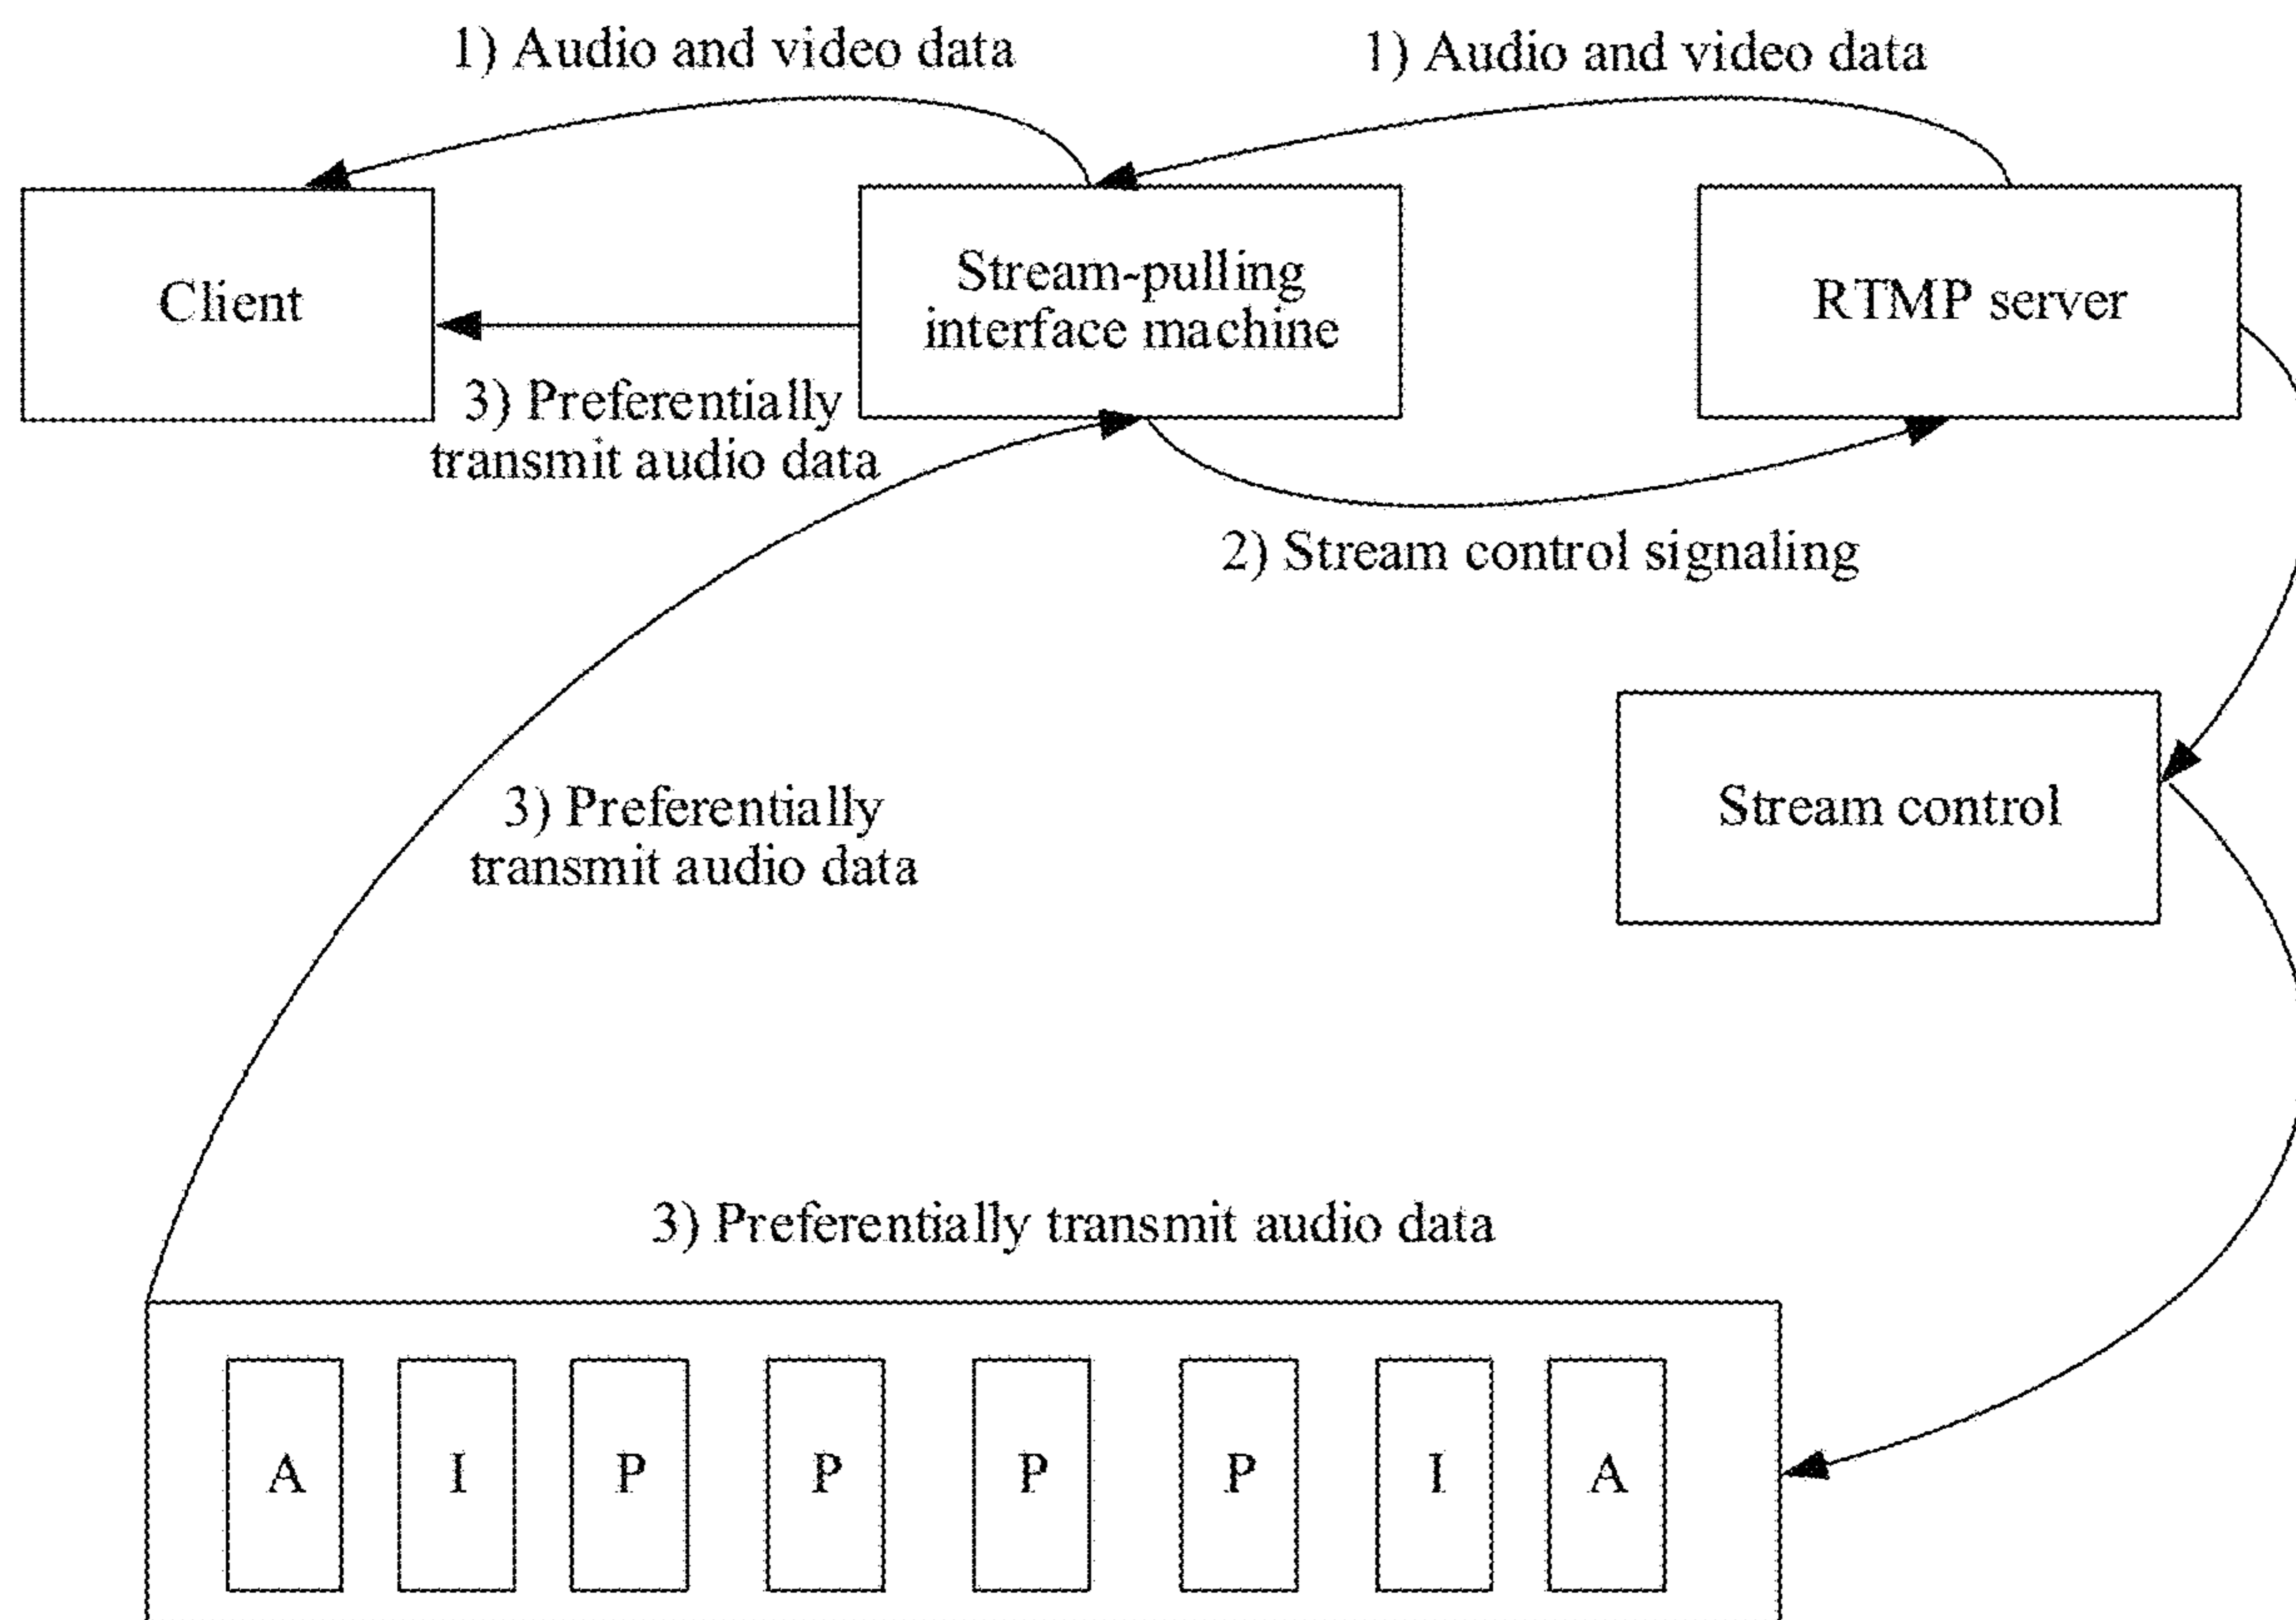 1) Audio and video data
1) Audio and video data
Client
Stream-pulling
interface machine
RTMP server
3) Preferentially
transmit audio data
2) Stream control signaling
3) Preferentially
transmit audio data
Stream control
3) Preferentially transmit audio data
A I P P P P I A